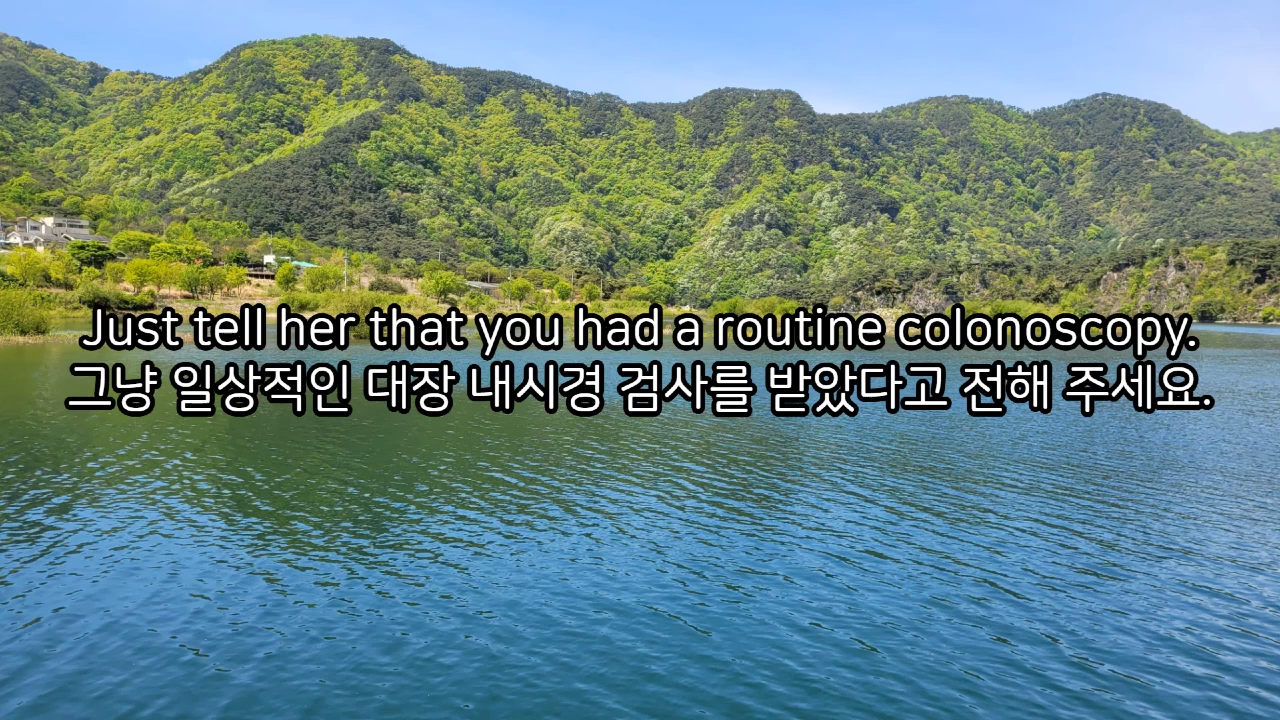 Just tell her that you had a routine colonoscopy.
그냥 일상적인 대장 내시경 검사를 받았다고 전해 주세요.